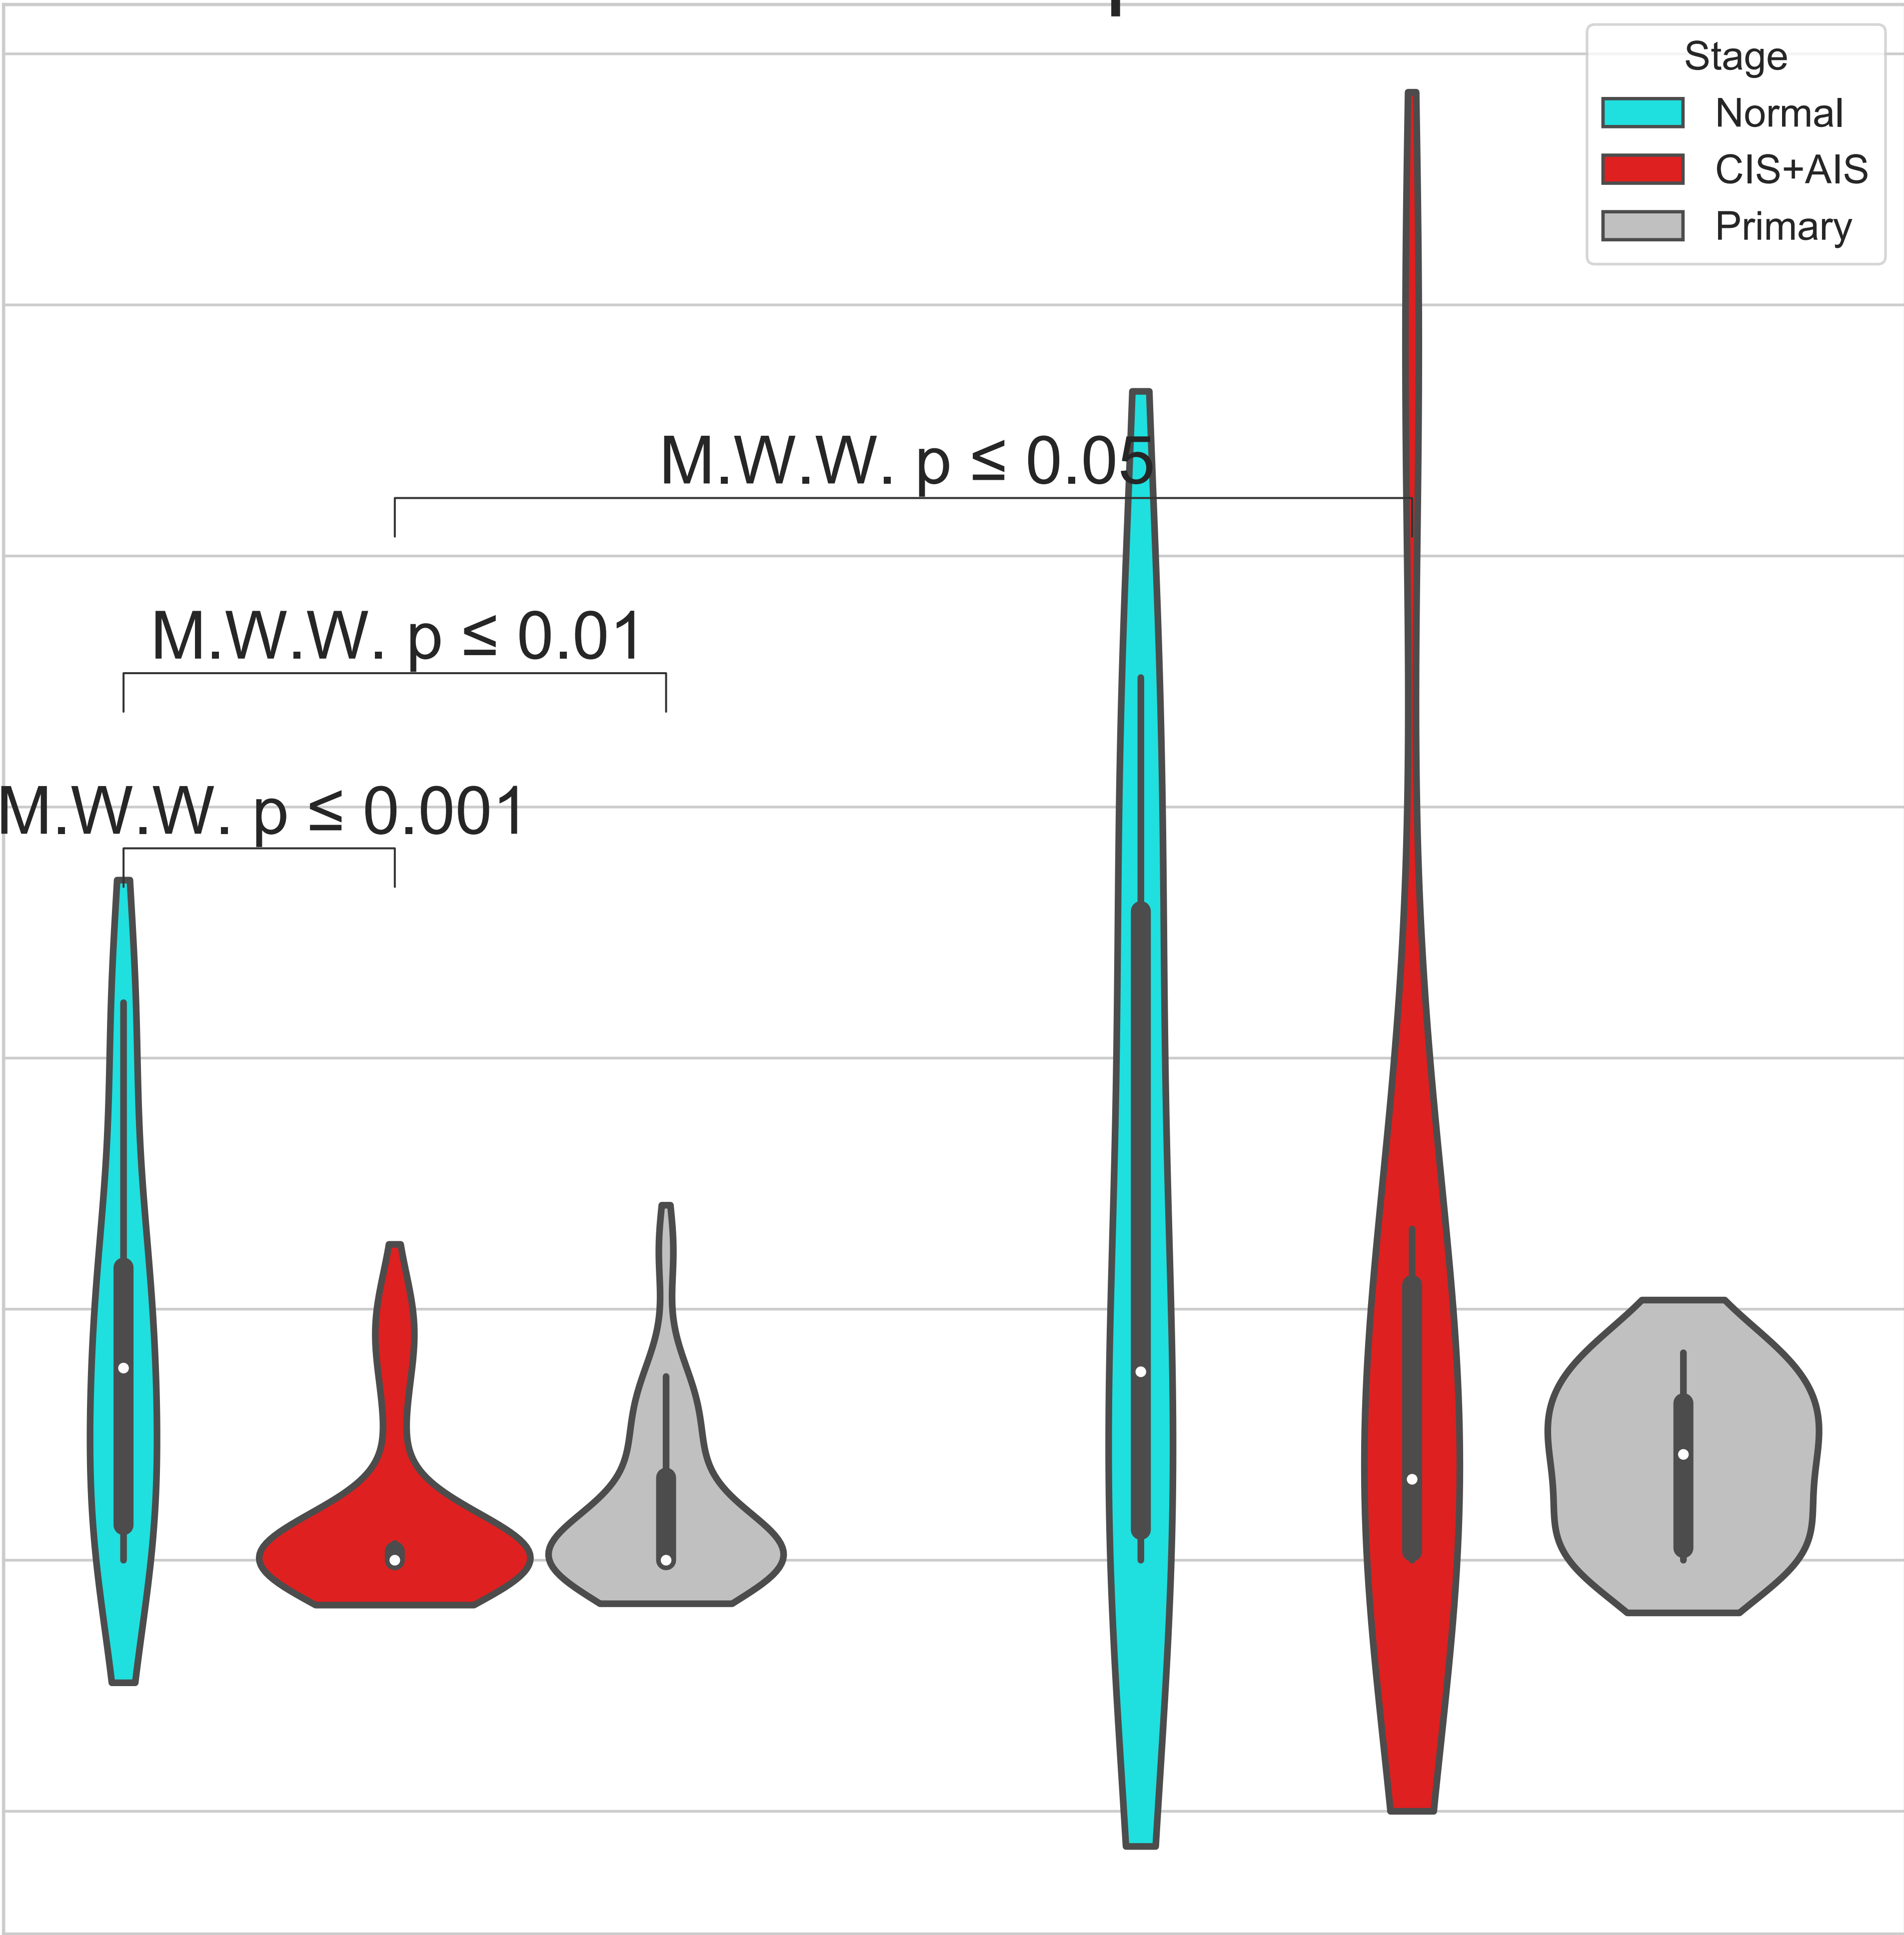 Stage
Normal
CIS+AIS
Primary
M.W.W. p ≤ 0.05
M.W.W. p ≤ 0.01
M.W.W. p ≤ 0.001